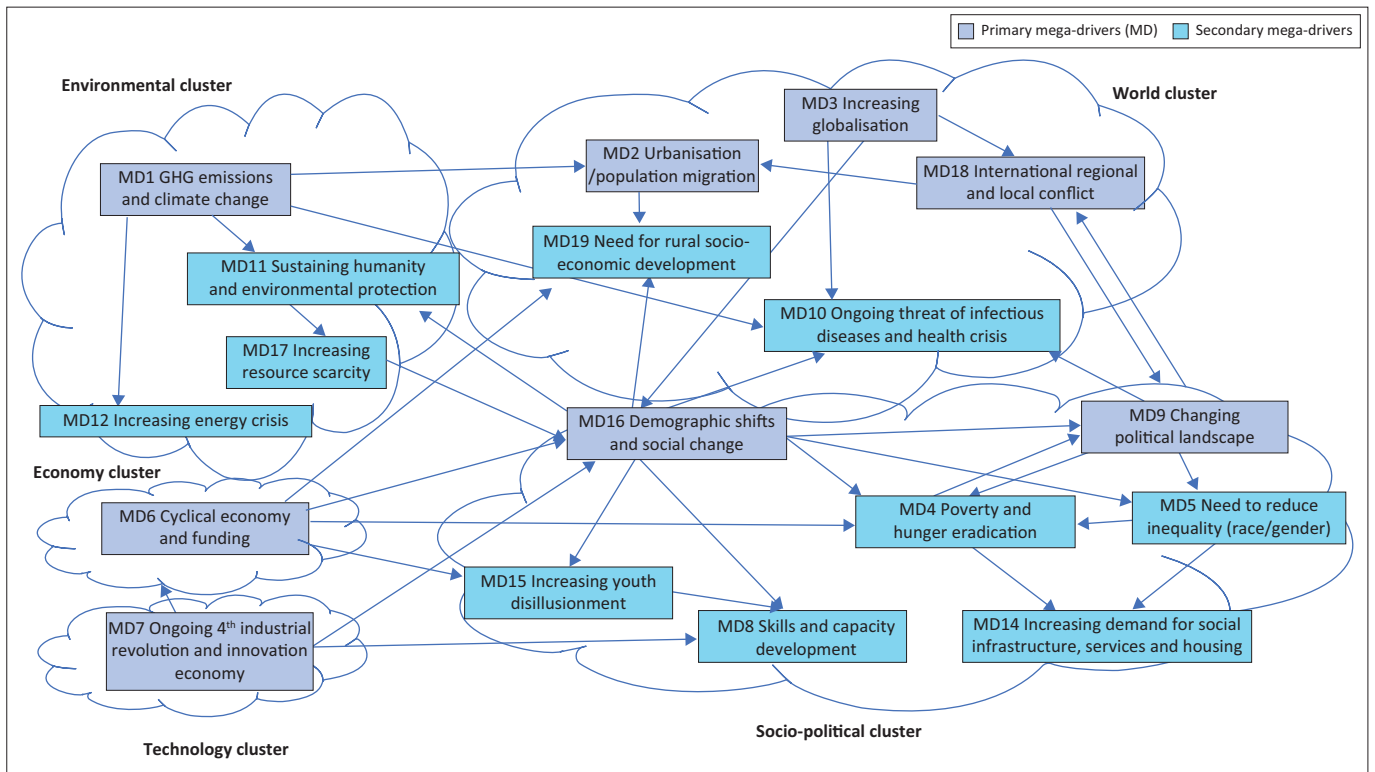 Primary mega-drivers (MD)
Secondary mega-drivers
Environmental cluster
World cluster
MD3 Increasing
globalisation
MD2 Urbanisation
/population migration
MD18 International regional
and local conflict
MD1 GHG emissions
and climate change
MD19 Need for rural socio-
economic development
MD11 Sustaining humanity
and environmental protection
MD10 Ongoing threat of infectious
diseases and health crisis
MD17 Increasing
resource scarcity
MD12 Increasing energy crisis
MD16 Demographic shifts
and social change
MD9 Changing
political landscape
Economy cluster
MD6 Cyclical economy
and funding
MD4 Poverty and
hunger eradication
MD5 Need to reduce
inequality (race/gender)
MD15 Increasing youth
disillusionment
MD7 Ongoing 4th industrial
revolution and innovation
economy
MD8 Skills and capacity
development
MD14 Increasing demand for social
infrastructure, services and housing
Technology cluster
Socio-political cluster